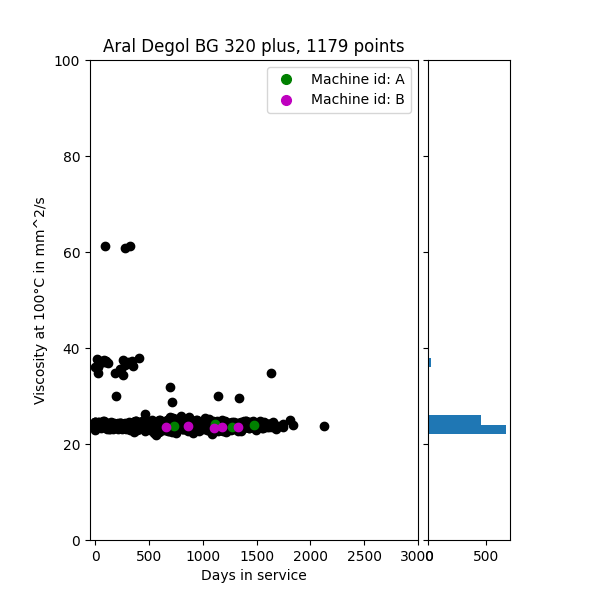 Aral Degol BG 320 plus, 1179 points
Machine id: A
Machine id: B
Viscosity at 100°C in mm^2/s
100
80
60
40
20
0
0 500 1000 1500 2000 2500 3000
0 500
Days in service